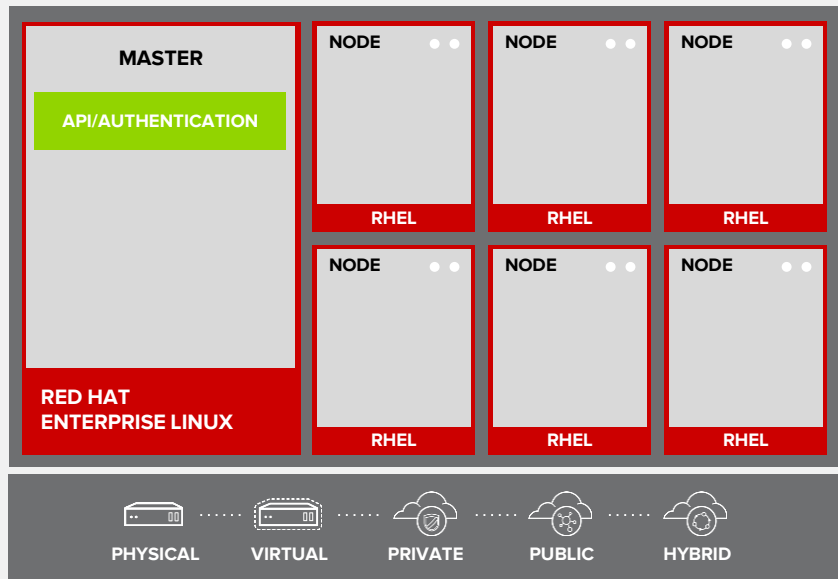 MASTER
API/AUTHENTICATION
RED HAT
ENTERPRISE LINUX
NODE
RHEL
NODE
RHEL
NODE
RHEL
NODE
RHEL
NODE
RHEL
NODE
RHEL
PHYSICAL
VIRTUAL
PRIVATE
PUBLIC
HYBRID